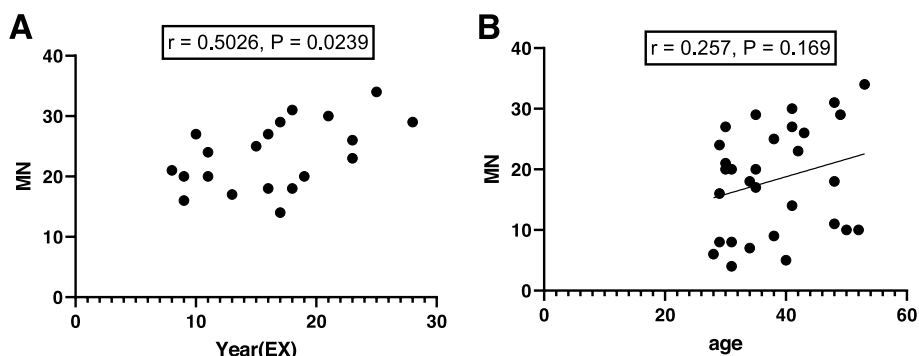 A
r = 0.5026, P = 0.0239
MN
40
30
20
10
0
0 10 20 30
Year(EX)
B
r = 0.257, P = 0.169
MN
40
30
20
10
0
0 20 40 60
age